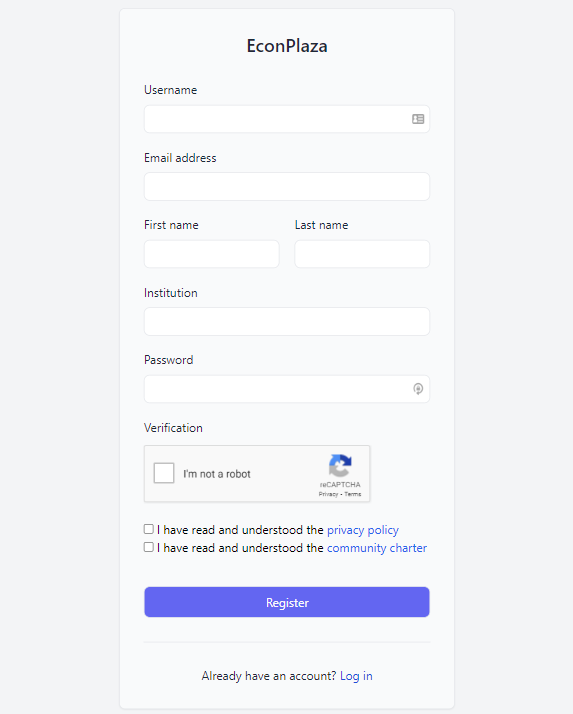 EconPlaza
Username
Email address
First name Last name
Institution
Password
Verification
I'm not a robot
reCAPTCHA
Privacy - Terms
I have read and understood the privacy policy
I have read and understood the community charter
Register
Already have an account? Log in